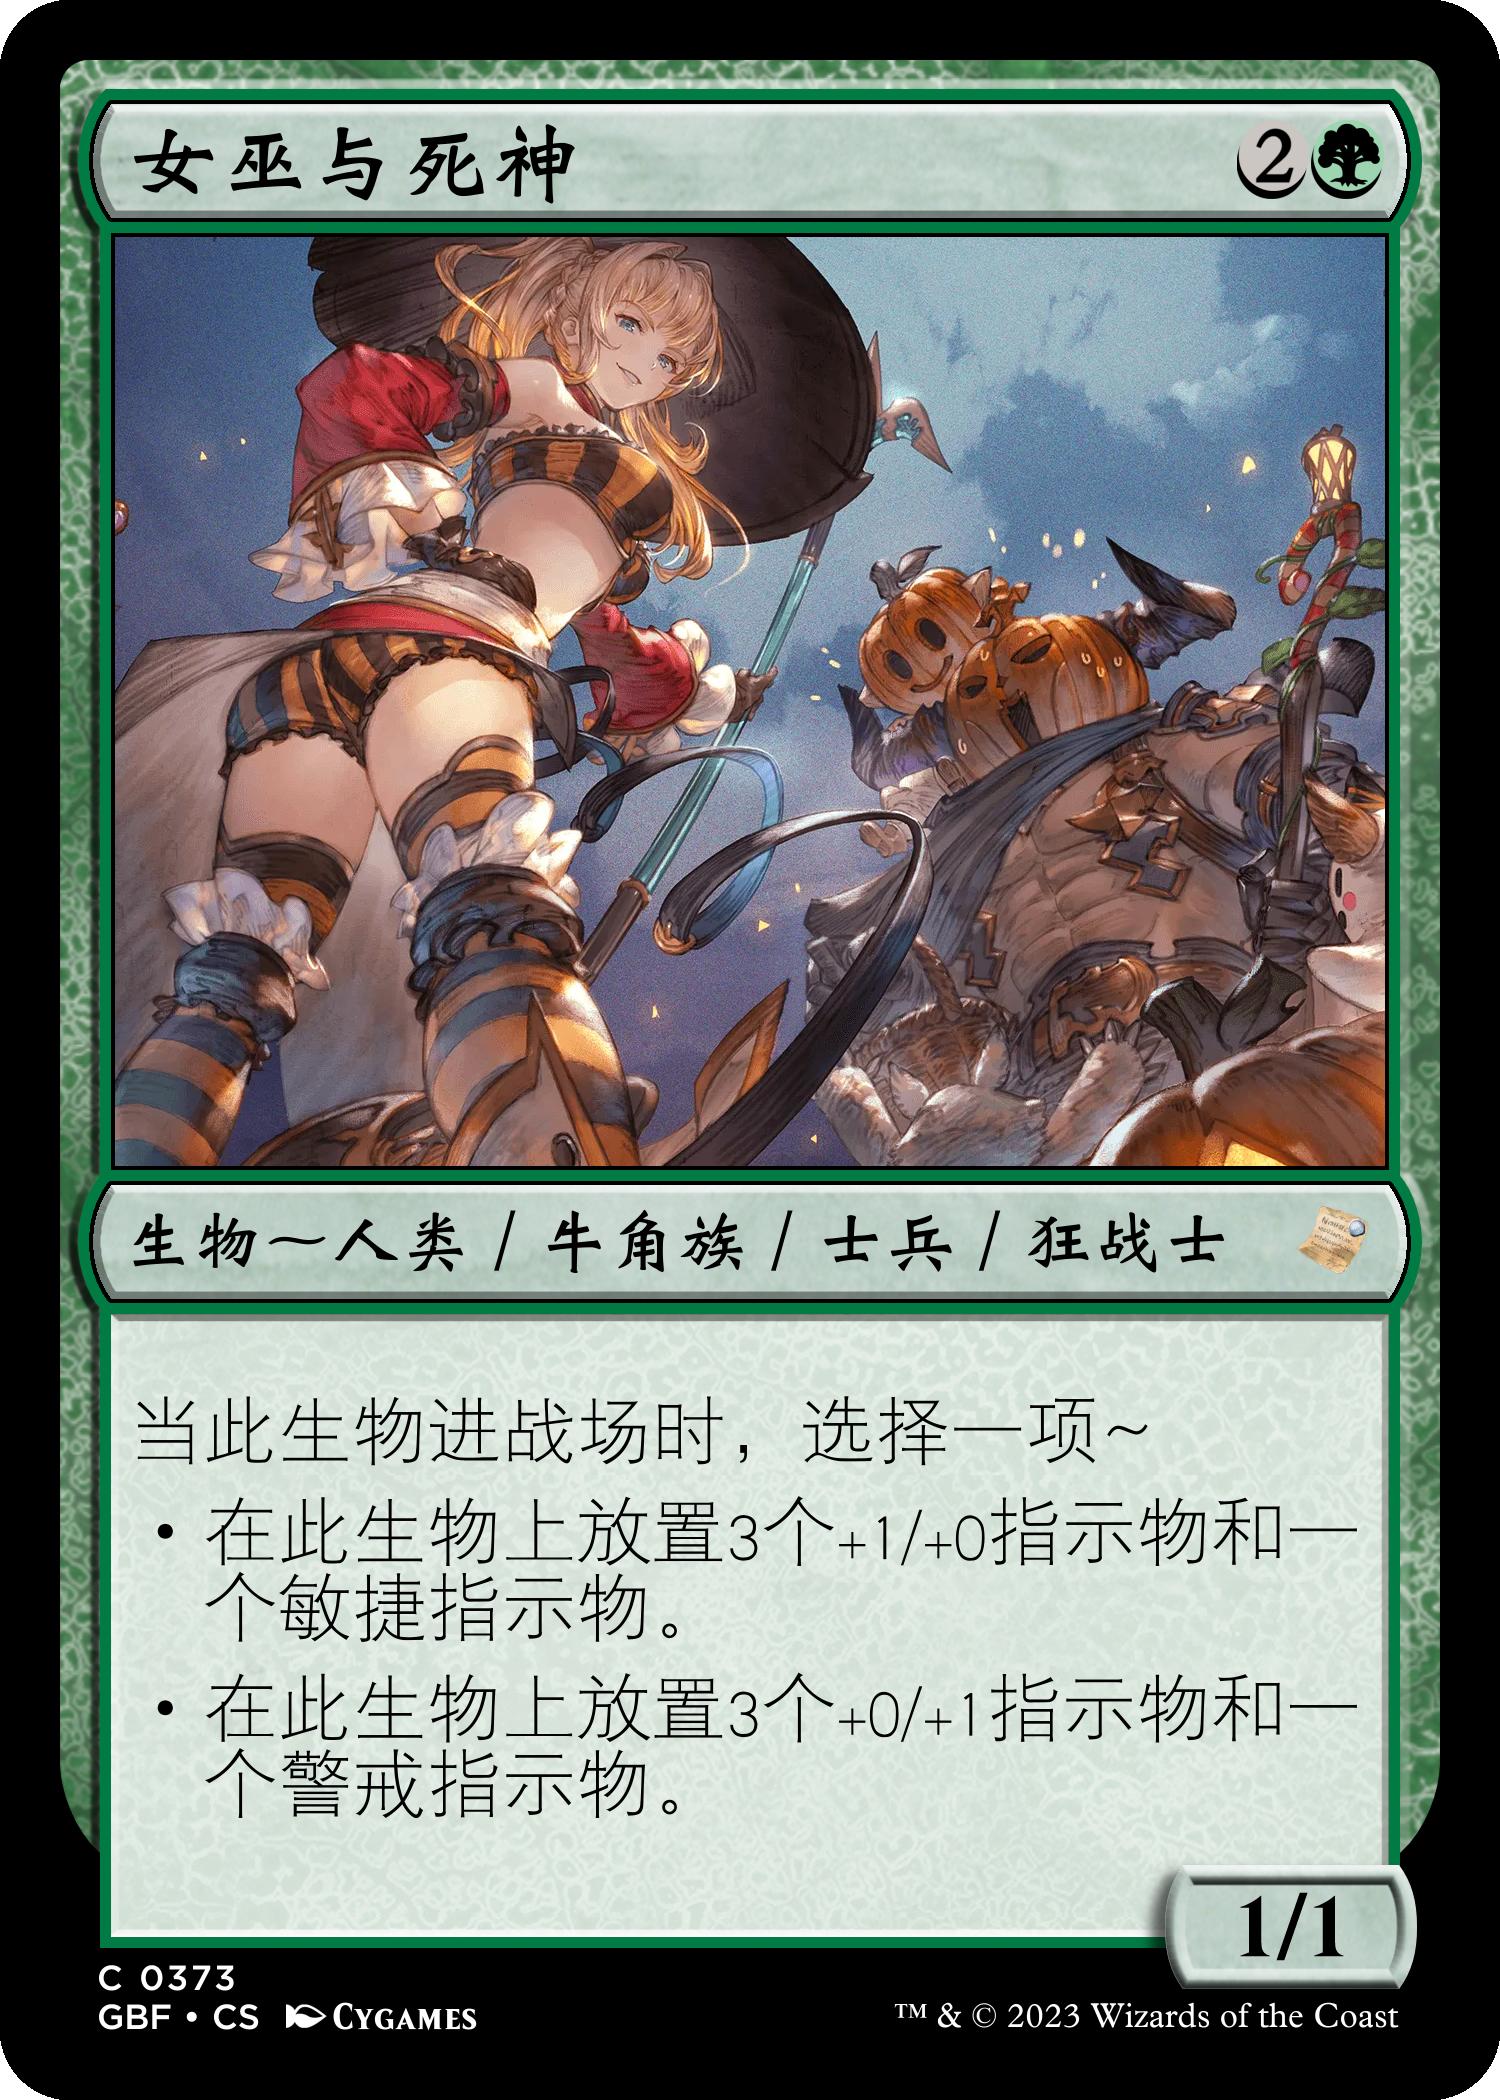 女巫与死神 2
生物～人类 / 牛角族 / 士兵 / 狂战士
当此生物进战场时，选择一项~
• 在此生物上放置3个+1/+0指示物和一
个敏捷指示物。
• 在此生物上放置3个+0/+1指示物和一
个警戒指示物。
1/1
C 0373
GBF • CS CYGAMES
™ & © 2023 Wizards of the Coast